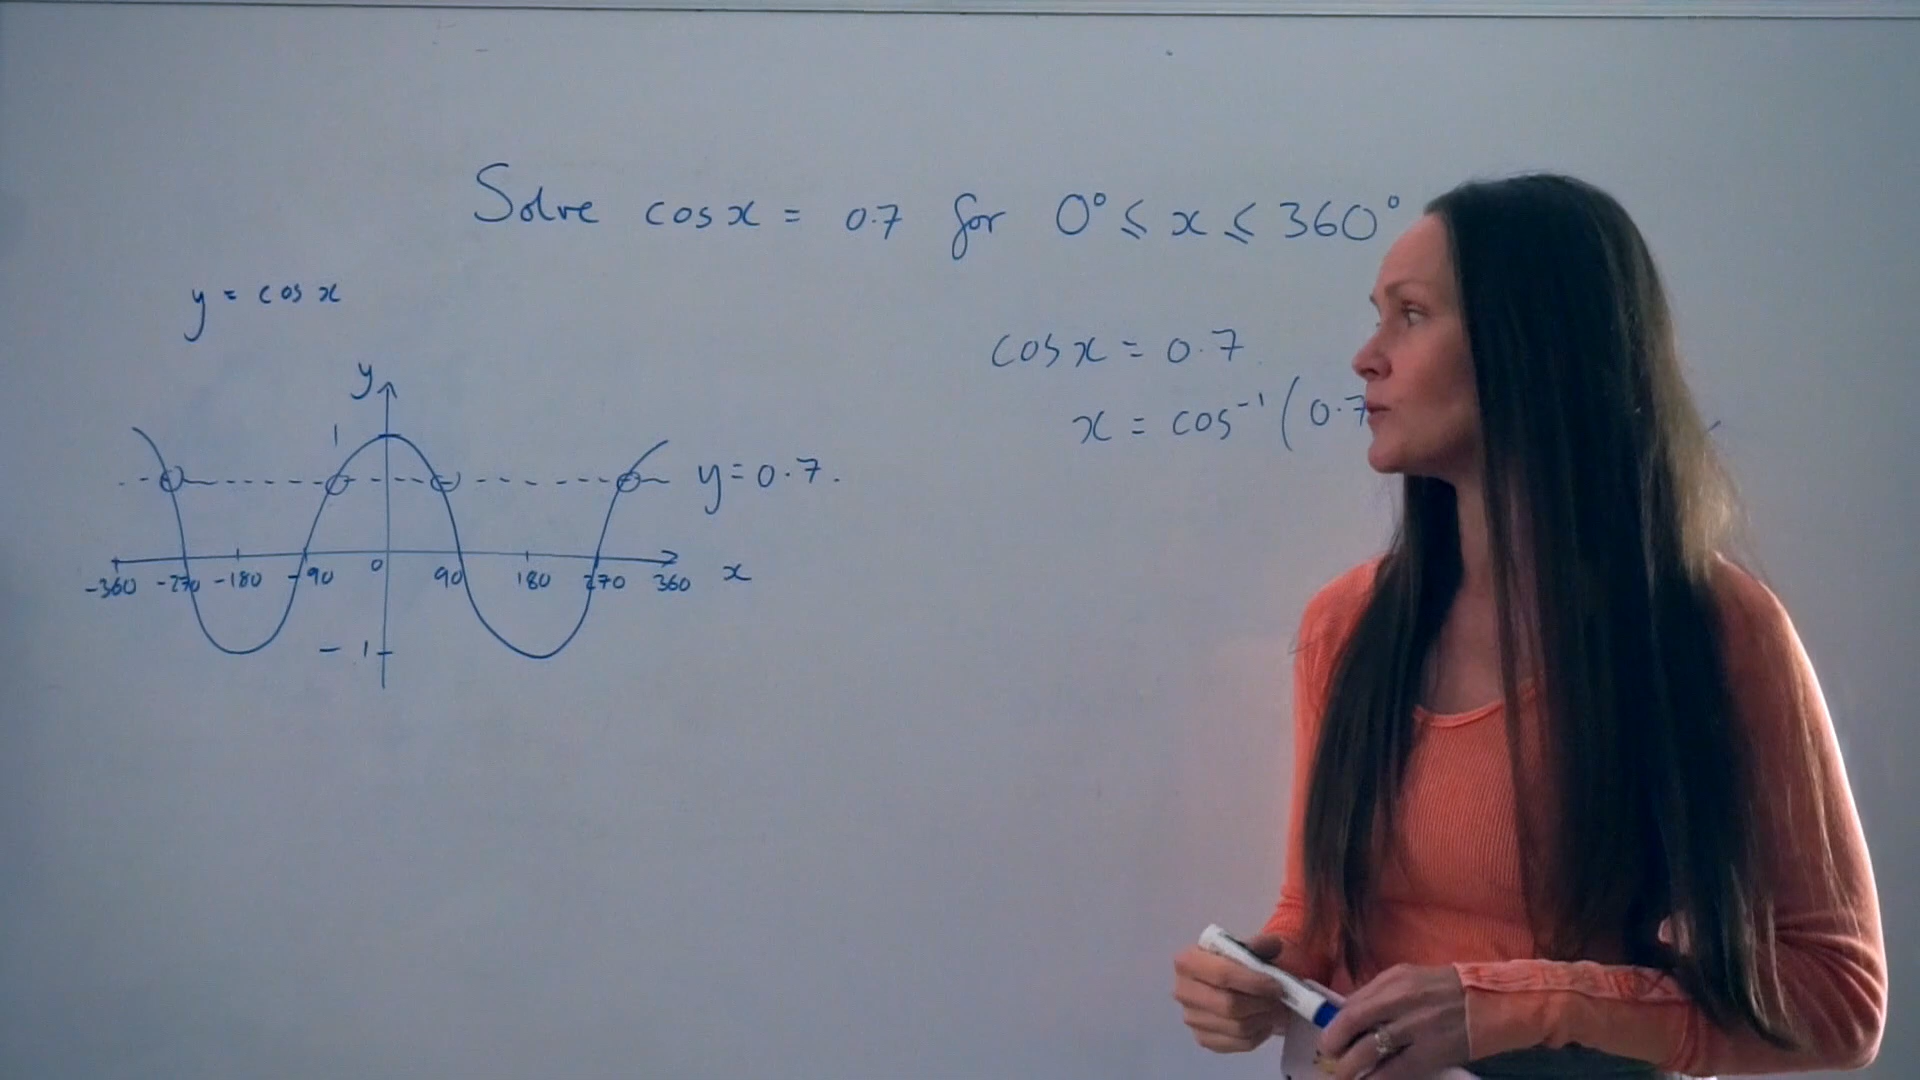 Solve cos x = 0.7 for 0° ≤ x ≤ 360°
y = cos x
cos x = 0.7
x = cos⁻¹ (0.7
y
1
y = 0.7.
-360 -270 -180 -90 0 90 180 270 360 x
-1